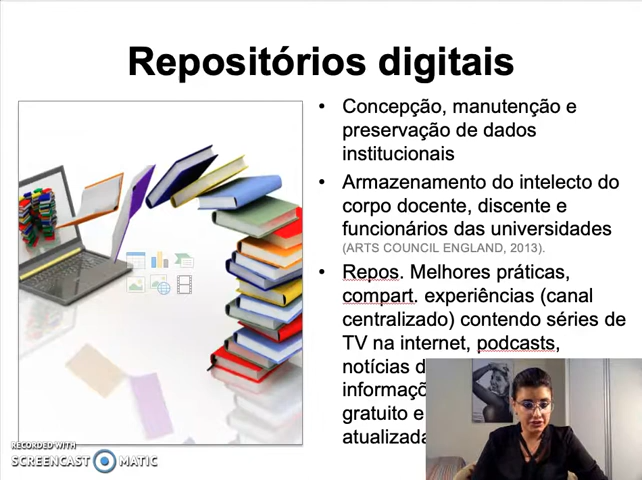 Repositórios digitais
• Concepção, manutenção e
preservação de dados
institucionais
• Armazenamento do intelecto do
corpo docente, discente e
funcionários das universidades
(ARTS COUNCIL ENGLAND, 2013).
• Repos. Melhores práticas,
compart. experiências (canal
centralizado) contendo séries de
TV na internet, podcasts,
notícias
gratuito e
RECORDED WITH
SCREENCAST MATIC